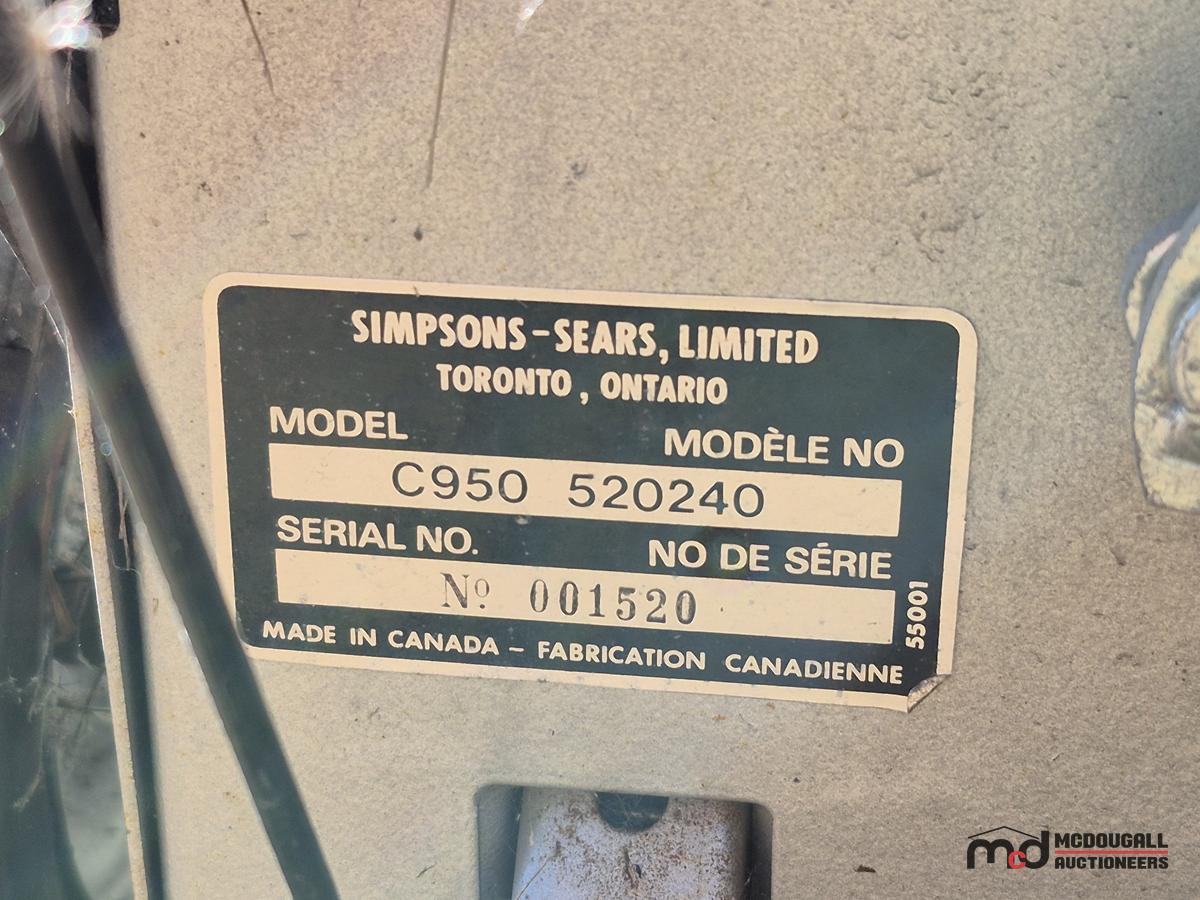 SIMPSONS-SEARS, LIMITED
TORONTO, ONTARIO
MODEL MODÈLE NO
C950 520240
SERIAL NO. NO DE SÉRIE
Nº 001520
MADE IN CANADA - FABRICATION CANADIENNE
55001
mcd MCDOUGALL
AUCTIONEERS